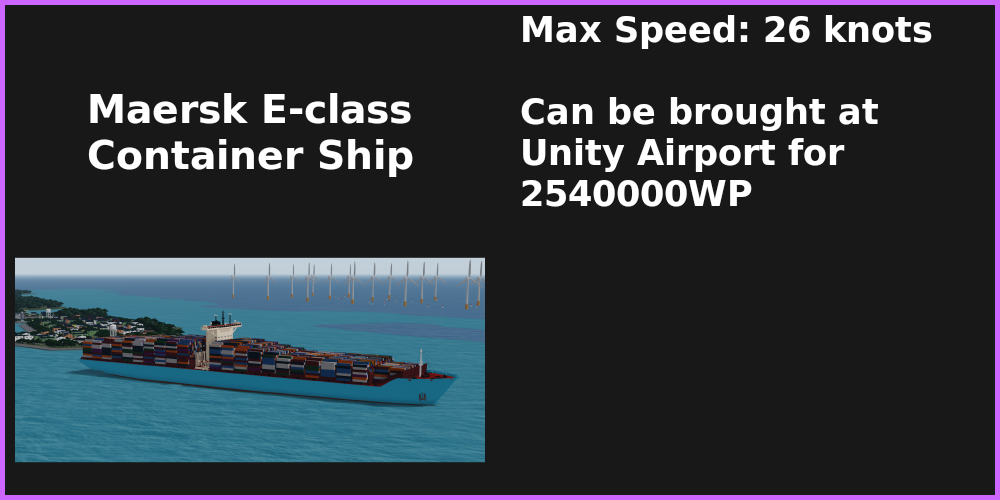 Maersk E-class
Container Ship
Max Speed: 26 knots
Can be brought at
Unity Airport for
2540000WP